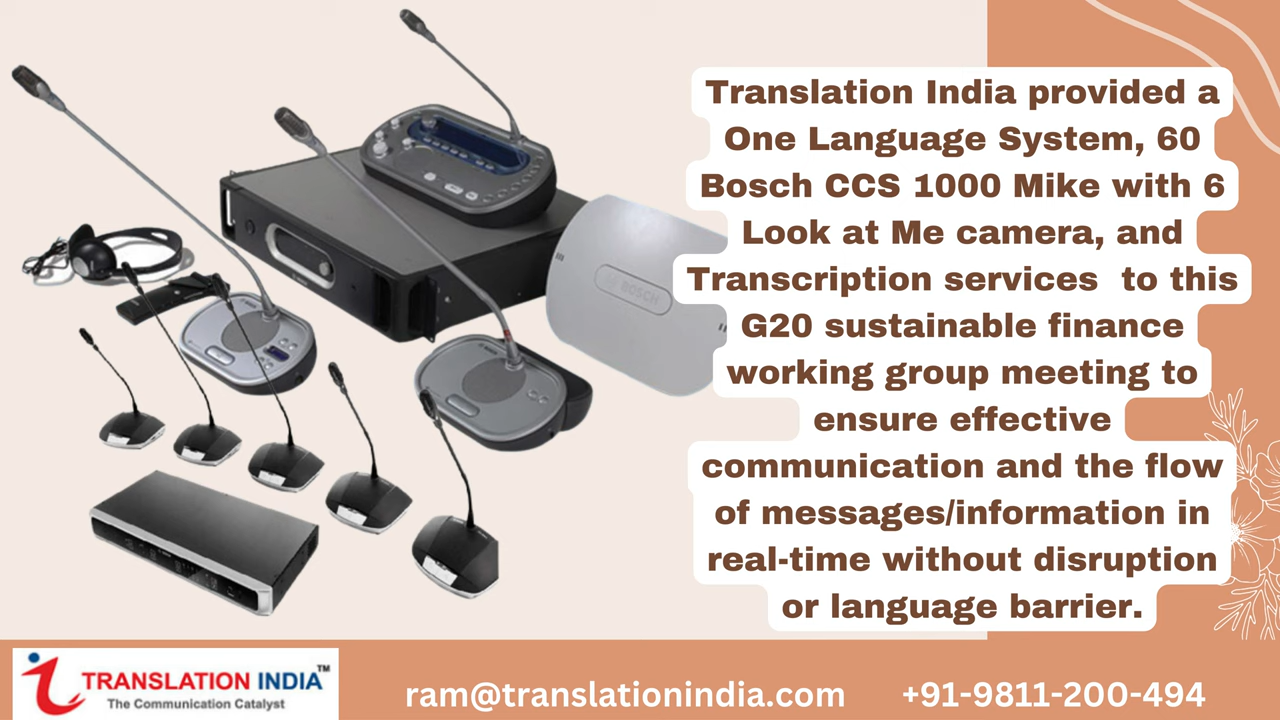 Translation India provided a
One Language System, 60
Bosch CCS 1000 Mike with 6
Look at Me camera, and
Transcription services to this
G20 sustainable finance
working group meeting to
ensure effective
communication and the flow
of messages/information in
real-time without disruption
or language barrier.
BOSCH
TRANSLATION INDIA™
The Communication Catalyst
ram@translationindia.com
+91-9811-200-494